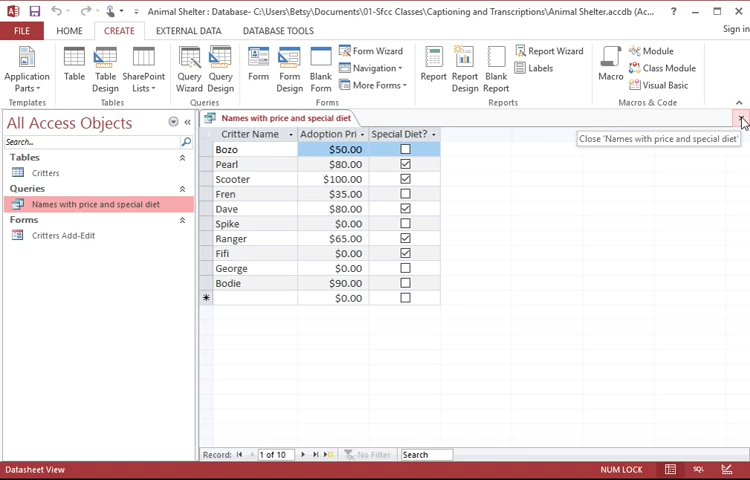 Animal Shelter : Database- C:\Users\Betsy\Documents\01-Sfcc Classes\Captioning and Transcriptions\Animal Shelter.accdb (Ac...
Sign in
FILE HOME CREATE EXTERNAL DATA DATABASE TOOLS
Application Parts
Table
Table Design
SharePoint Lists
Query Wizard
Query Design
Form
Form Design
Blank Form
Form Wizard
Navigation
More Forms
Report
Report Design
Blank Report
Report Wizard
Labels
Macro
Module
Class Module
Visual Basic
Templates Tables Queries Forms Reports Macros & Code
All Access Objects
Search...
Tables
Critters
Queries
Names with price and special diet
Forms
Critters Add-Edit
Names with price and special diet
Close 'Names with price and special diet'
Critter Name Adoption Pri Special Diet?
Bozo $50.00
Pearl $80.00
Scooter $100.00
Fren $35.00
Dave $80.00
Spike $0.00
Ranger $65.00
Fifi $0.00
George $0.00
Bodie $90.00
$0.00
Record: 1 of 10 No Filter Search
Datasheet View NUM LOCK SQL